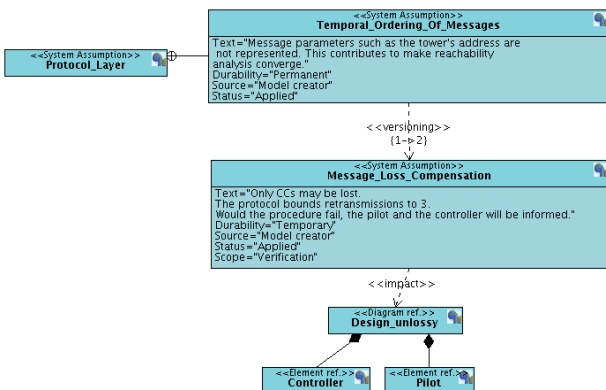 <<System Assumption>>
Temporal_Ordering_Of_Messages
Text="Message parameters such as the tower's address are
not represented. This contributes to make reachability
analysis converge."
Durability="Permanent"
Source="Model creator"
Status="Applied"
<<System Assumption>>
Protocol_Layer
<<versioning>>
{1->2}
<<System Assumption>>
Message_Loss_Compensation
Text="Only CCs may be lost.
The protocol bounds retransmissions to 3.
Would the procedure fail, the pilot and the controller will be informed."
Durability="Temporary"
Source="Model creator"
Status="Applied"
Scope="Verification"
<<impact>>
<<Diagram ref.>>
Design_unlossy
<<Element ref.>>
Controller
<<Element ref.>>
Pilot